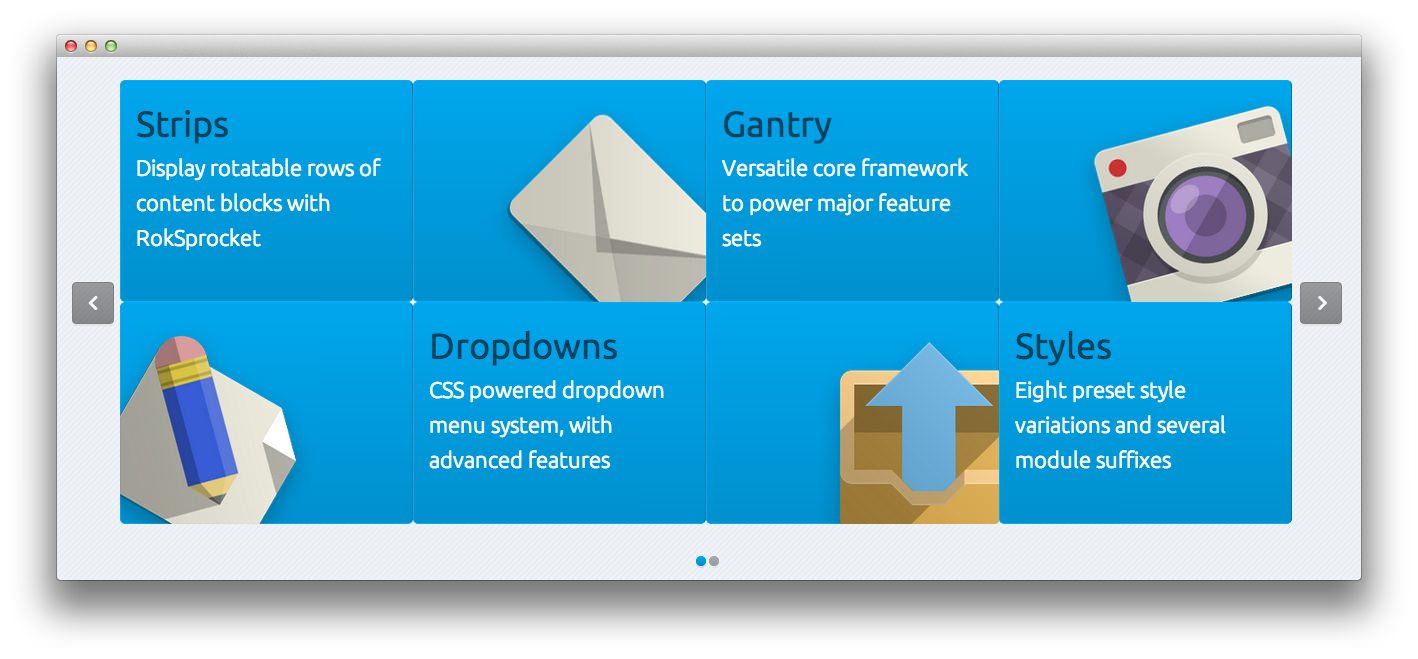 Strips
Display rotatable rows of
content blocks with
RokSprocket
Gantry
Versatile core framework
to power major feature
sets
Dropdowns
CSS powered dropdown
menu system, with
advanced features
Styles
Eight preset style
variations and several
module suffixes